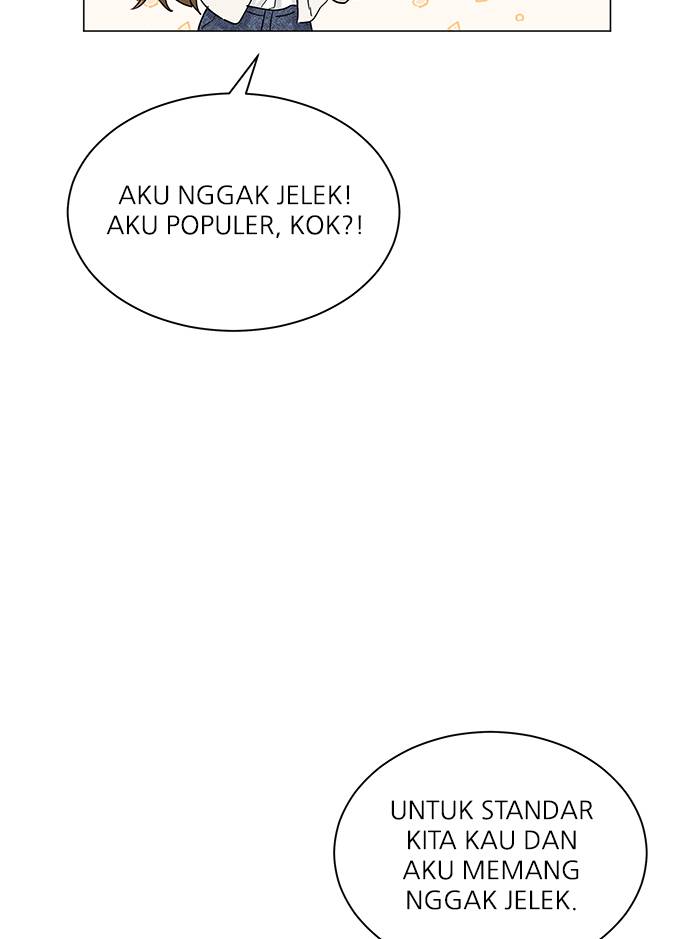 AKU NGGAK JELEK!
AKU POPULER, KOK?!
UNTUK STANDAR
KITA KAU DAN
AKU MEMANG
NGGAK JELEK.